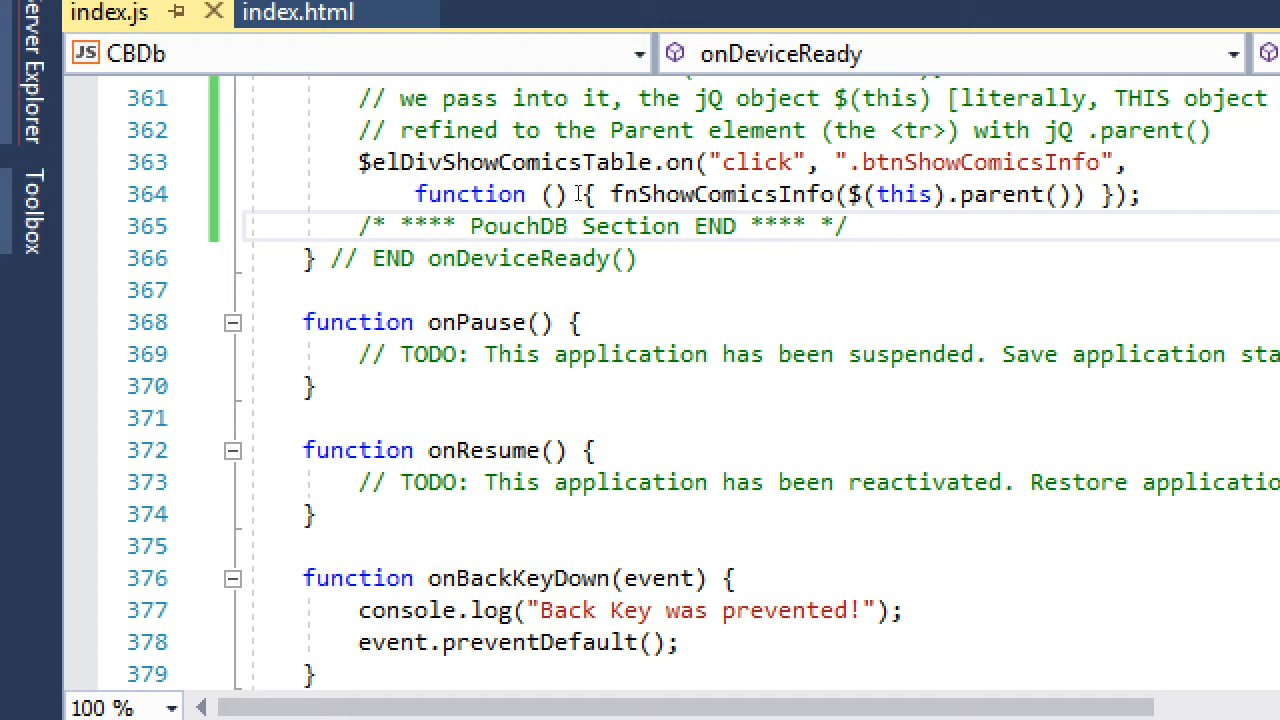 index.js
index.html
Server Explorer
Toolbox
JS CBDb
onDeviceReady
361 // we pass into it, the jQ object $(this) [literally, THIS object
362 // refined to the Parent element (the <tr>) with jQ .parent()
363 $elDivShowComicsTable.on("click", ".btnShowComicsInfo",
364 function () { fnShowComicsInfo($(this).parent()) });
365 /* **** PouchDB Section END **** */
366 } // END onDeviceReady()
367
368 function onPause() {
369 // TODO: This application has been suspended. Save application sta
370 }
371
372 function onResume() {
373 // TODO: This application has been reactivated. Restore applicatio
374 }
375
376 function onBackKeyDown(event) {
377 console.log("Back Key was prevented!");
378 event.preventDefault();
379 }
100 %